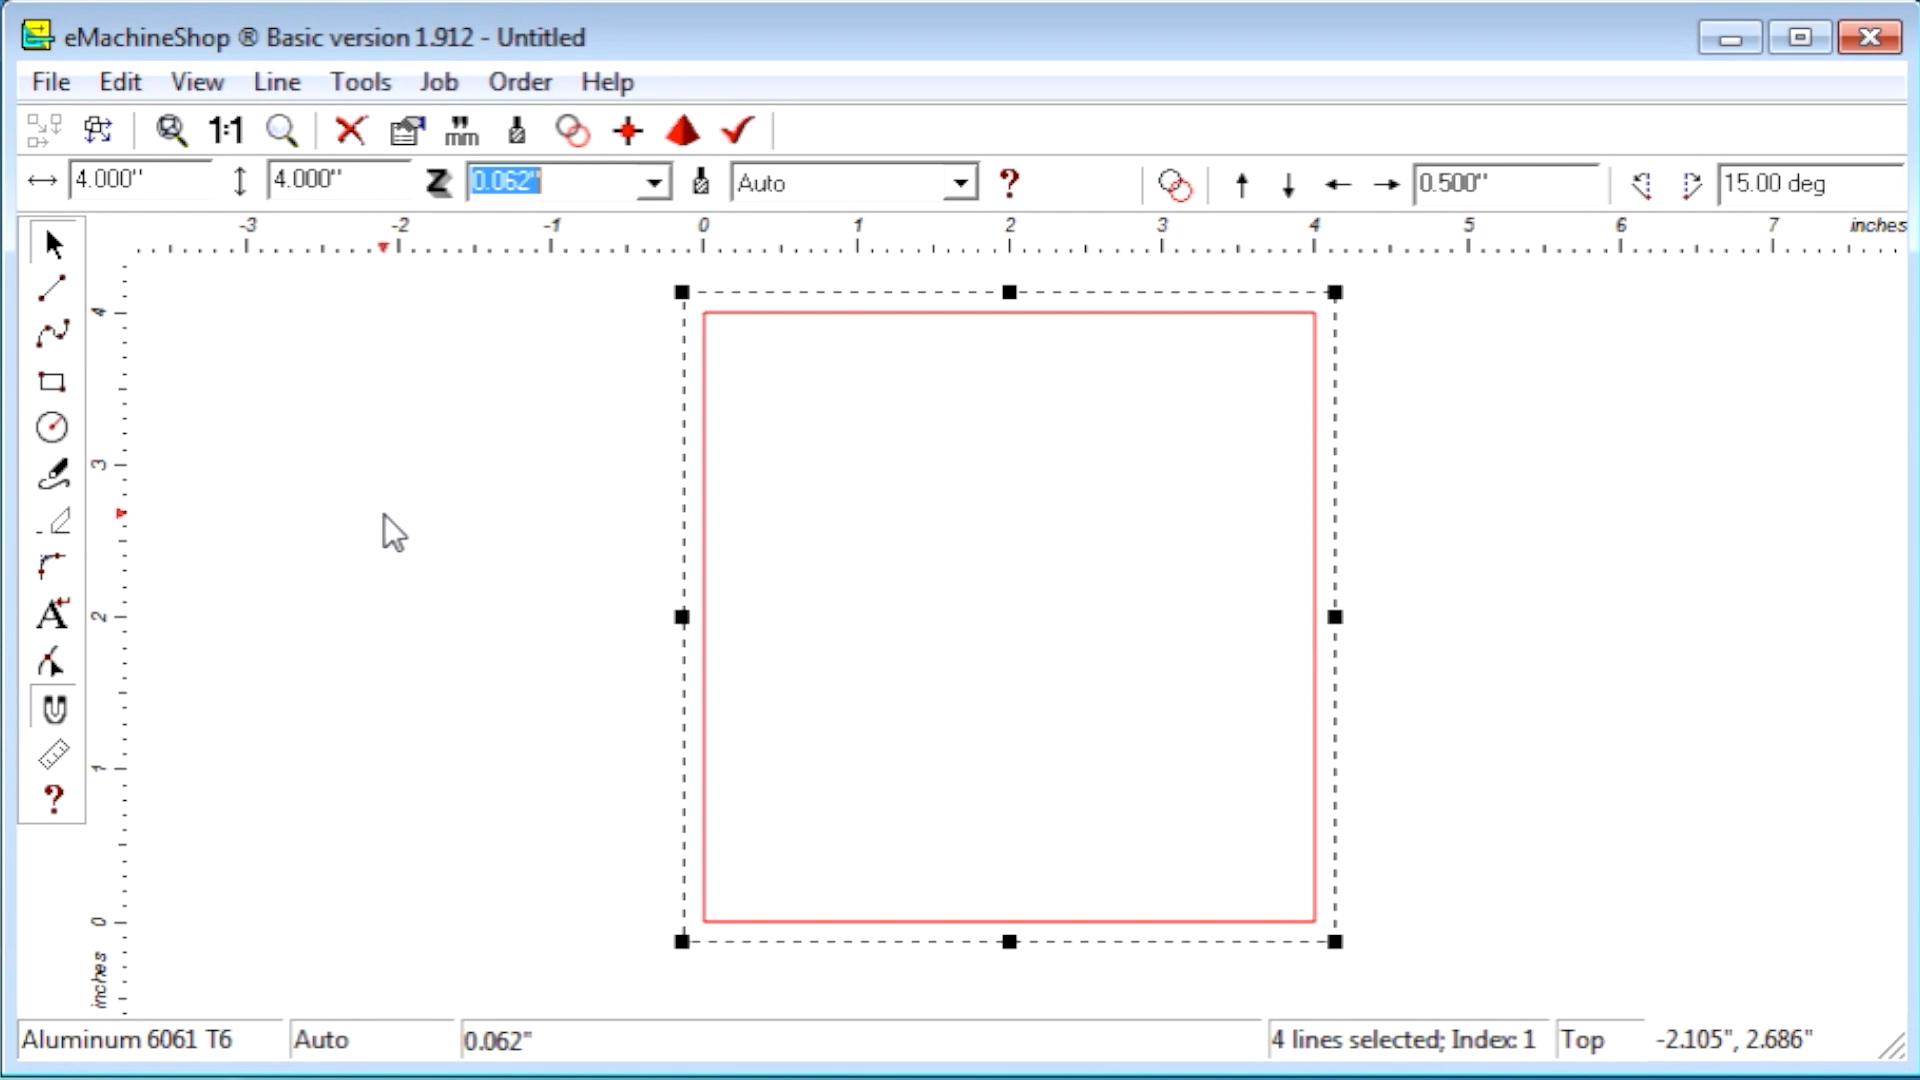 eMachineShop ® Basic version 1.912 - Untitled
File Edit View Line Tools Job Order Help
1:1 " mm
4.000" 4.000" Z 0.062" Auto ? 0.500" 15.00 deg
-3 -2 -1 0 1 2 3 4 5 6 7 inches
4
3
A
2
1
?
0
inches
Aluminum 6061 T6 Auto 0.062" 4 lines selected; Index: 1 Top -2.105", 2.686"